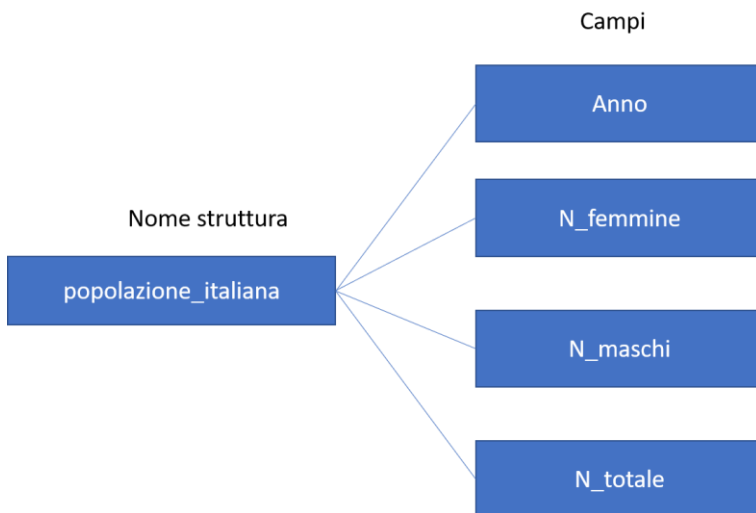 Campi
Anno
N_femmine
Nome struttura
popolazione_italiana
N_maschi
N_totale